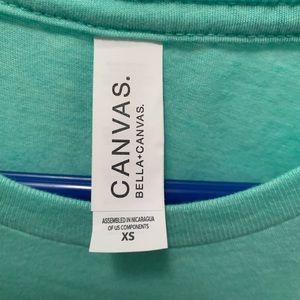 CANVAS.
BELLA+CANVAS.
ASSEMBLED IN NICARAGUA
OF US COMPONENTS
XS